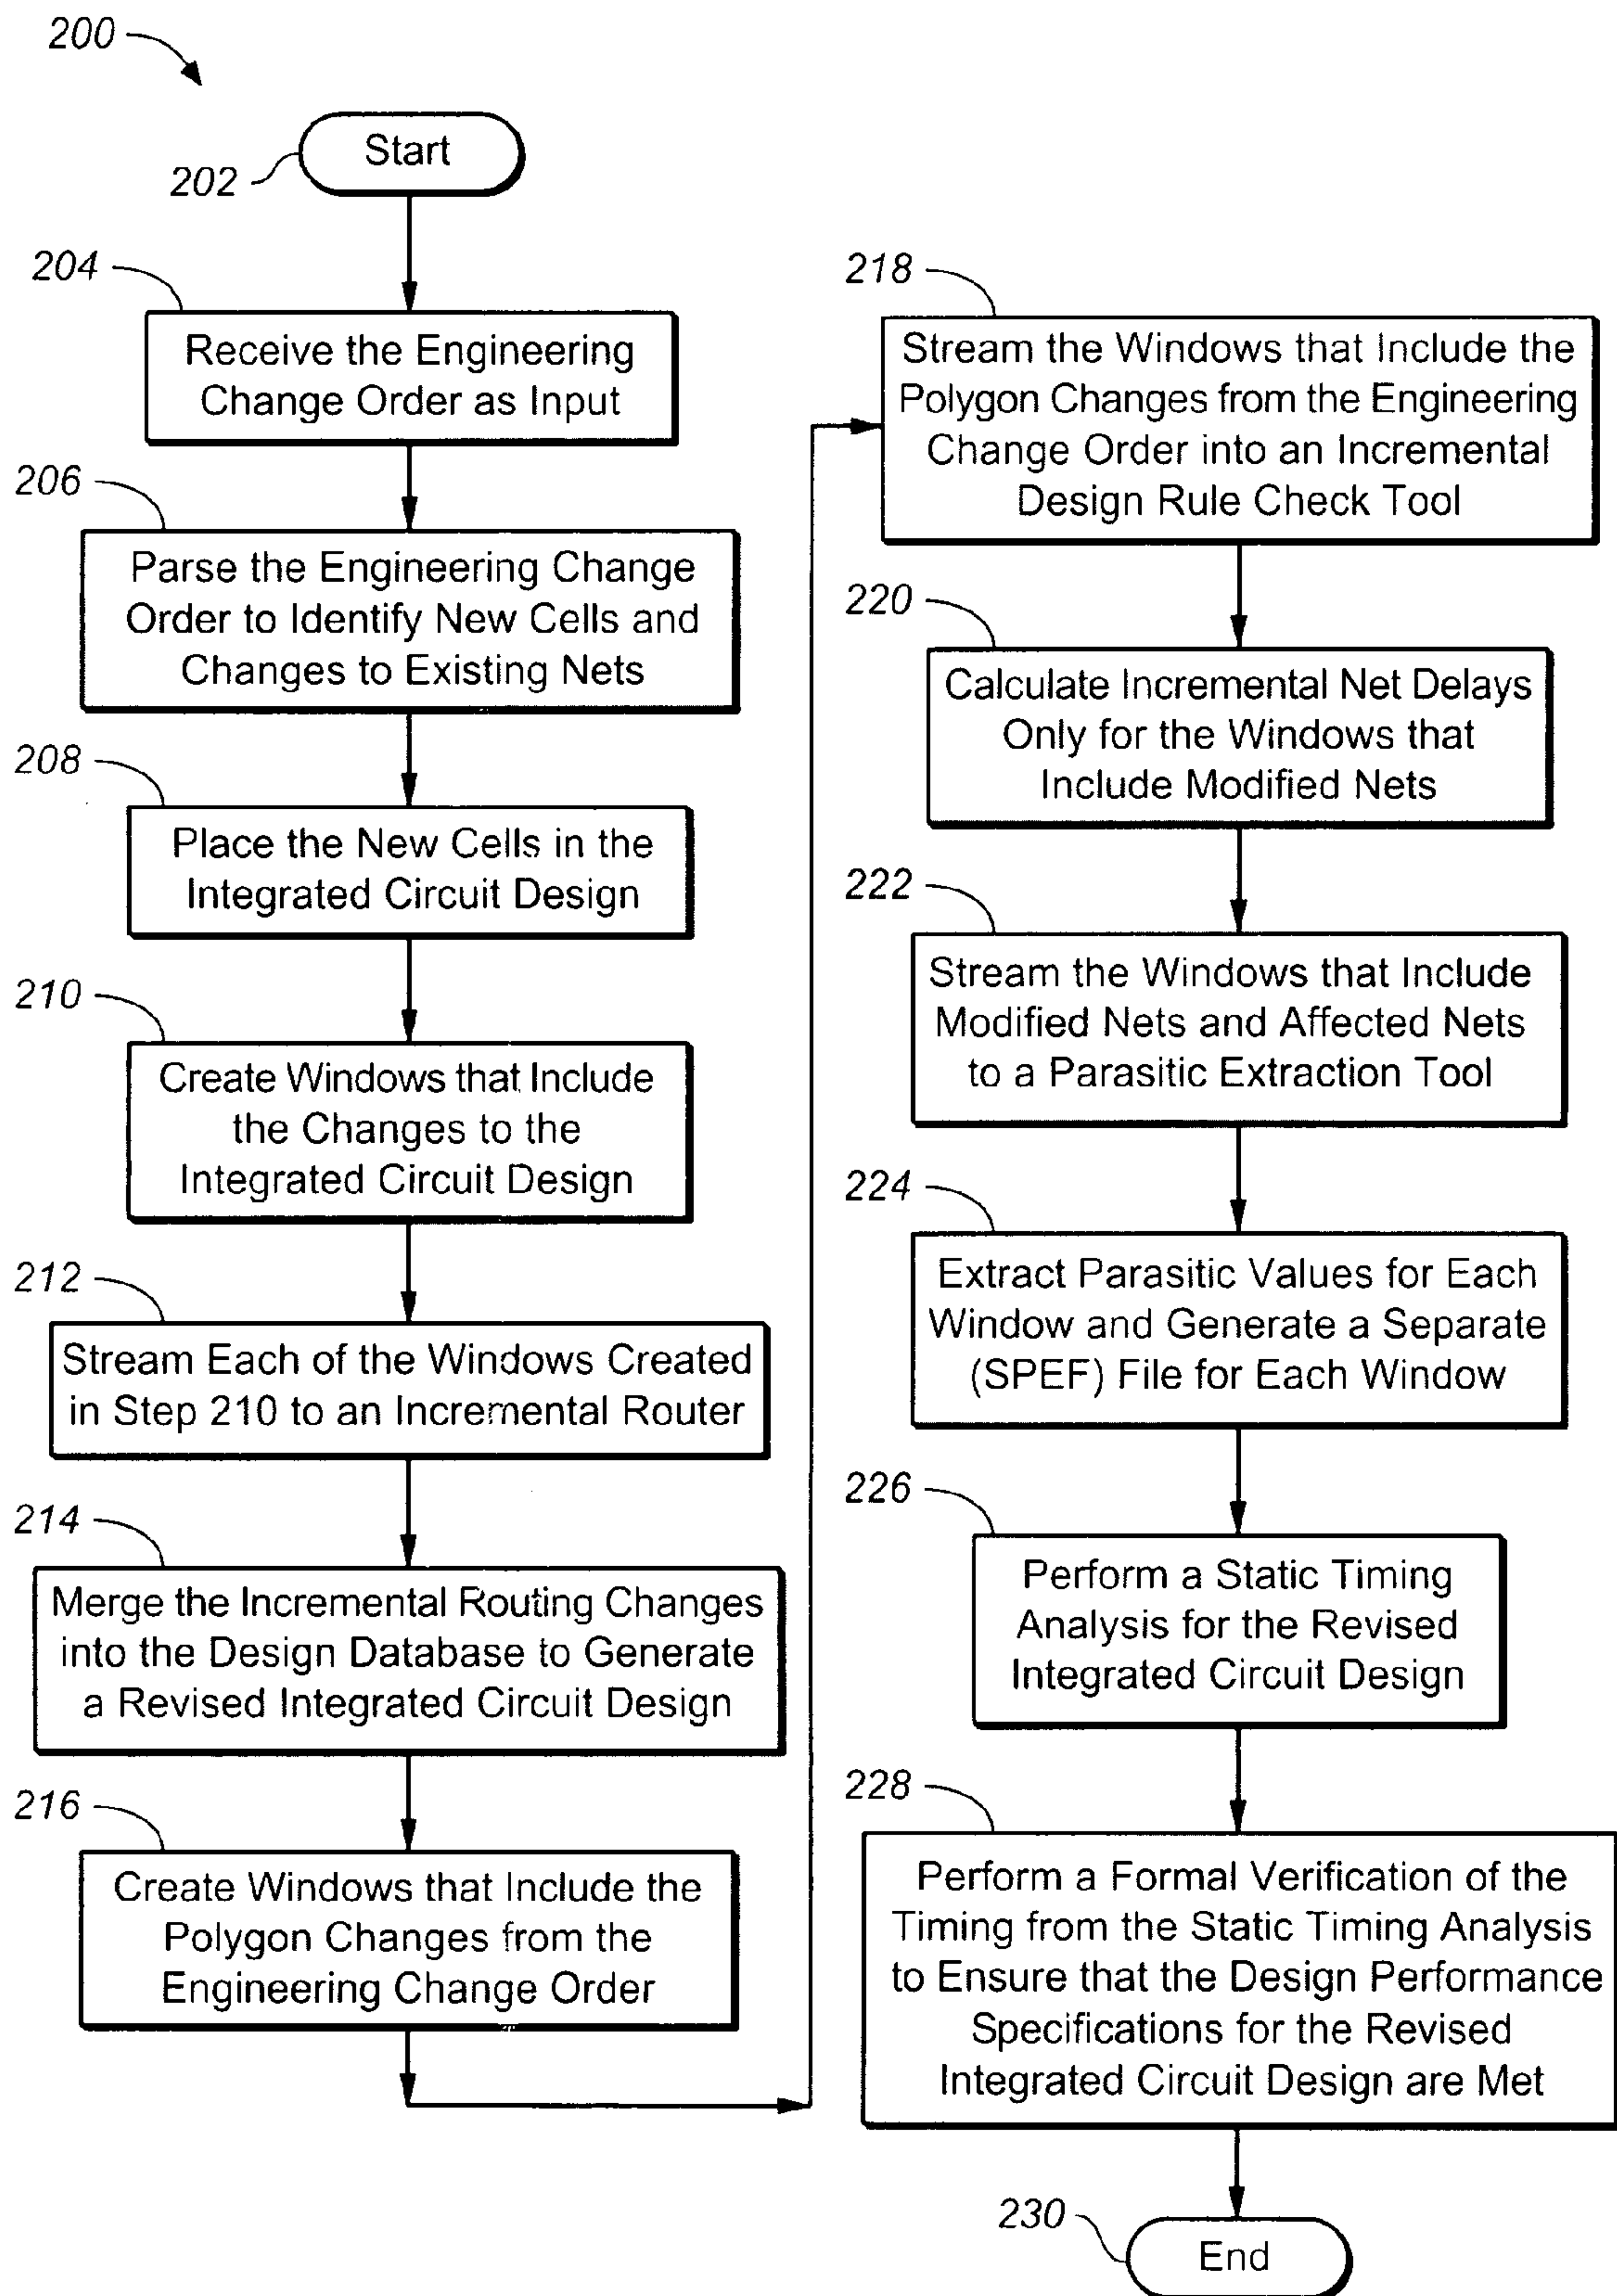 200
Start
202
204
Receive the Engineering
Change Order as Input
206
Parse the Engineering Change
Order to Identify New Cells and
Changes to Existing Nets
208
Place the New Cells in the
Integrated Circuit Design
210
Create Windows that Include
the Changes to the
Integrated Circuit Design
212
Stream Each of the Windows Created
in Step 210 to an Incremental Router
214
Merge the Incremental Routing Changes
into the Design Database to Generate
a Revised Integrated Circuit Design
216
Create Windows that Include the
Polygon Changes from the
Engineering Change Order
218
Stream the Windows that Include the
Polygon Changes from the Engineering
Change Order into an Incremental
Design Rule Check Tool
220
Calculate Incremental Net Delays
Only for the Windows that
Include Modified Nets
222
Stream the Windows that Include
Modified Nets and Affected Nets
to a Parasitic Extraction Tool
224
Extract Parasitic Values for Each
Window and Generate a Separate
(SPEF) File for Each Window
226
Perform a Static Timing
Analysis for the Revised
Integrated Circuit Design
228
Perform a Formal Verification of the
Timing from the Static Timing Analysis
to Ensure that the Design Performance
Specifications for the Revised
Integrated Circuit Design are Met
230
End